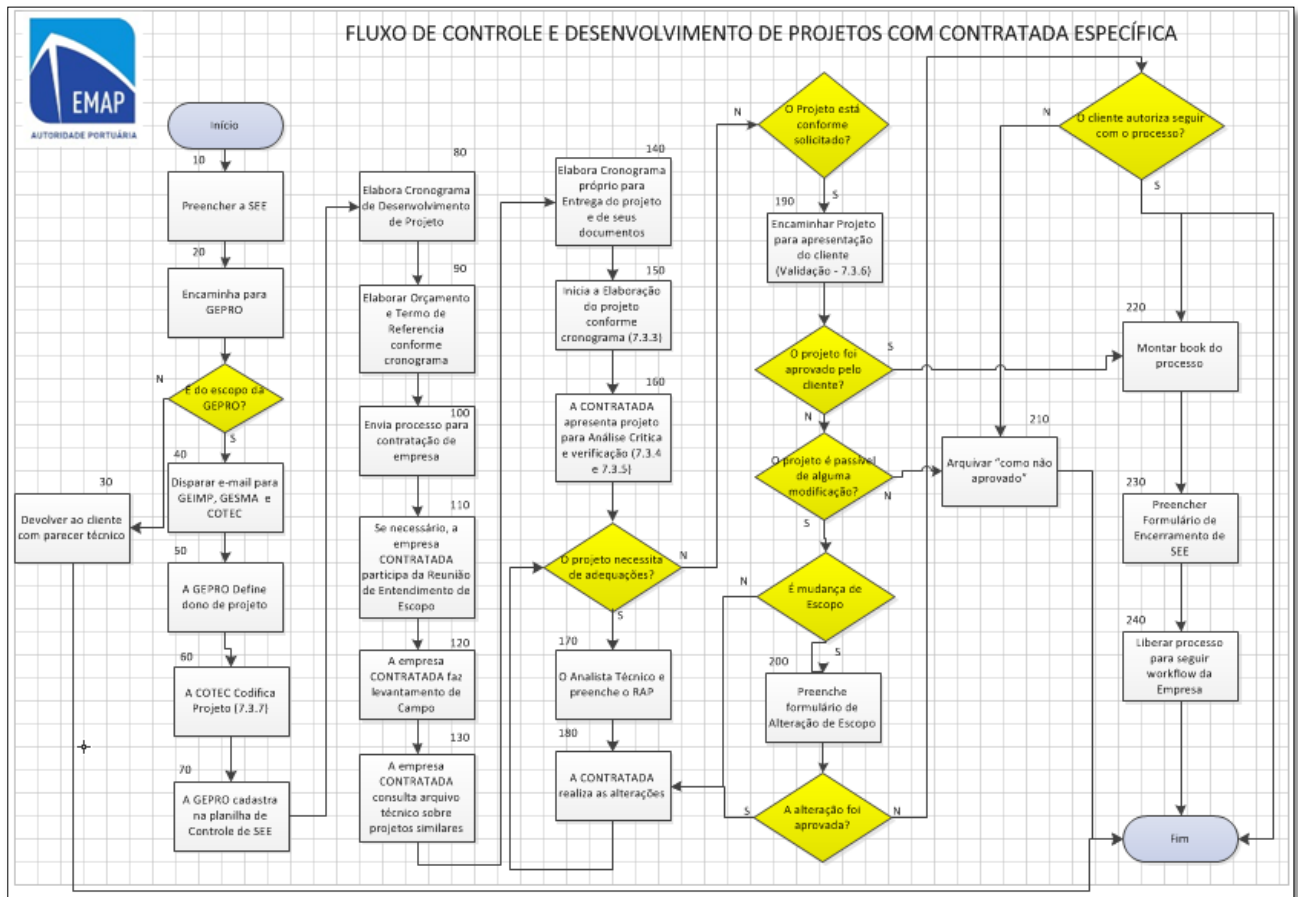 FLUXO DE CONTROLE E DESENVOLVIMENTO DE PROJETOS COM CONTRATADA ESPECÍFICA
EMAP
AUTORIDADE PORTUÁRIA
Início
10
Preencher a SEE
20
Encaminha para
GEPRO
É do escopo da
GEPRO?
N
S
30
Devolver ao cliente
com parecer técnico
40
Disparar e-mail para
GEIMP, GESMA e
COTEC
50
A GEPRO Define
dono de projeto
60
A COTEC Codifica
Projeto (7.3.7)
70
A GEPRO cadastra
na planilha de
Controle de SEE
80
Elabora Cronograma
de Desenvolvimento
de Projeto
90
Elaborar Orçamento
e Termo de
Referencia
conforme
cronograma
100
Envia processo para
contratação de
empresa
110
Se necessário, a
empresa
CONTRATADA
participa da Reunião
de Entendimento de
Escopo
120
A empresa
CONTRATADA faz
levantamento de
Campo
130
A empresa
CONTRATADA
consulta arquivo
técnico sobre
projetos similares
140
Elabora Cronograma
próprio para
Entrega do projeto
e de seus
documentos
150
Inicia a Elaboração
do projeto
conforme
cronograma (7.3.3)
160
A CONTRATADA
apresenta projeto
para Análise Critica
e verificação (7.3.4
e 7.3.5)
O projeto necessita
de adequações?
N
S
170
O Analista Técnico e
preenche o RAP
180
A CONTRATADA
realiza as alterações
N
O Projeto está
conforme
solicitado?
S
190
Encaminhar Projeto
para apresentação
do cliente
(Validação - 7.3.6)
O projeto foi
aprovado pelo
cliente?
S
N
O projeto é passível
de alguma
modificação?
N
S
É mudança de
Escopo
N
S
200
Preenche
formulário de
Alteração de Escopo
A alteração foi
aprovada?
S
N
O cliente autoriza seguir
com o processo?
N
S
210
Arquivar "como não
aprovado"
220
Montar book do
processo
230
Preencher
Formulário de
Encerramento de
SEE
240
Liberar processo
para seguir
workflow da
Empresa
Fim